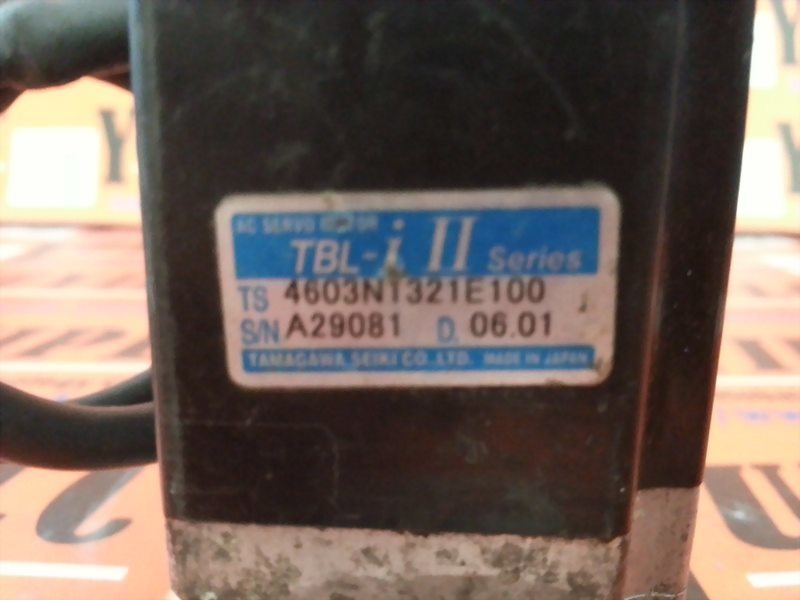 AC SERVO MOTOR
TBL-i II Series
TS 4603N1321E100
S/N A29081 D. 06.01
TAMAGAWA SEIKI CO., LTD. MADE IN JAPAN